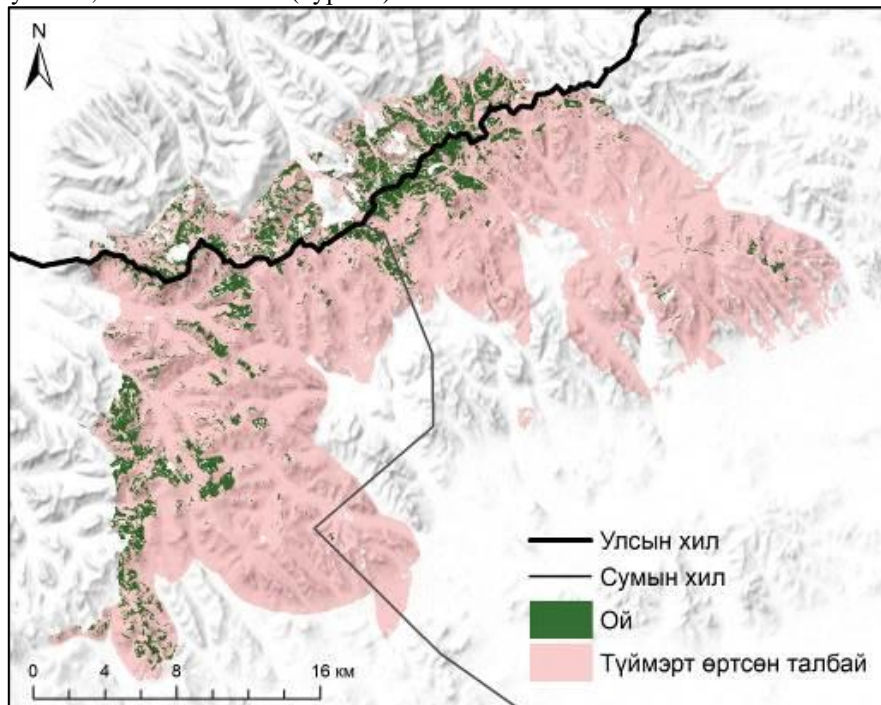 N
Улсын хил
Сумын хил
Ой
Түймэрт өртсөн талбай
0 4 8 16 км